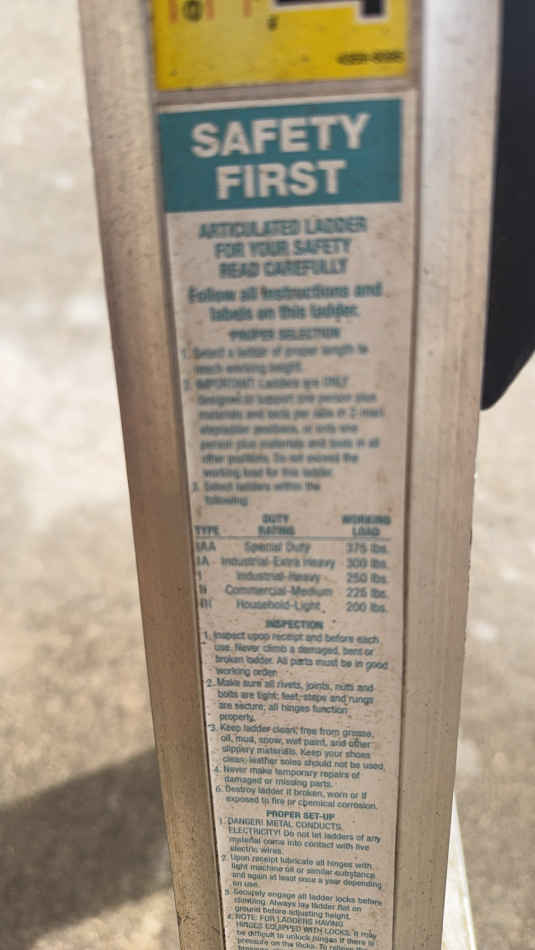 SAFETY
FIRST
ARTICULATED LADDER
FOR YOUR SAFETY
READ CAREFULLY
Follow all instructions and
labels on this ladder.
PROPER SELECTION
1. Select a ladder of proper length to
reach working height.
2. IMPORTANT: Ladders are ONLY
designed to support one person plus
materials and tools
person plus materials and tools in all
other positions. Do not exceed the
working load for this ladder.
3. Select ladders within the
following:
DUTY WORKING
TYPE RATING LOAD
IAA Special Duty 375 lbs.
IA Industrial-Extra Heavy 300 lbs.
I Industrial-Heavy 250 lbs.
II Commercial-Medium 225 lbs.
III Household-Light 200 lbs.
INSPECTION
1. Inspect upon receipt and before each
use. Never climb a damaged, bent or
broken ladder. All parts must be in good
working order.
2. Make sure all rivets, joints, nuts and
bolts are tight; feet, steps and rungs
are secure; all hinges function
properly.
3. Keep ladder clean, free from grease,
oil, mud, snow, wet paint, and other
slippery materials. Keep your shoes
clean; leather soles should not be used.
4. Never make temporary repairs of
damaged or missing parts.
5. Destroy ladder if broken, worn or if
exposed to fire or chemical corrosion.
PROPER SET-UP
1. DANGER! METAL CONDUCTS
ELECTRICITY! Do not let ladders of any
material come into contact with live
electric wires.
2. Upon receipt lubricate all hinges with
light machine oil or similar substance
and again at least once a year depending
on use.
3. Securely engage all ladder locks before
climbing. Always lay ladder flat on
ground before adjusting height.
4. NOTE: FOR LADDERS HAVING
HINGES EQUIPPED WITH LOCKS, it may
be difficult to unlock hinges if there is
pressure on the locks. To relieve the